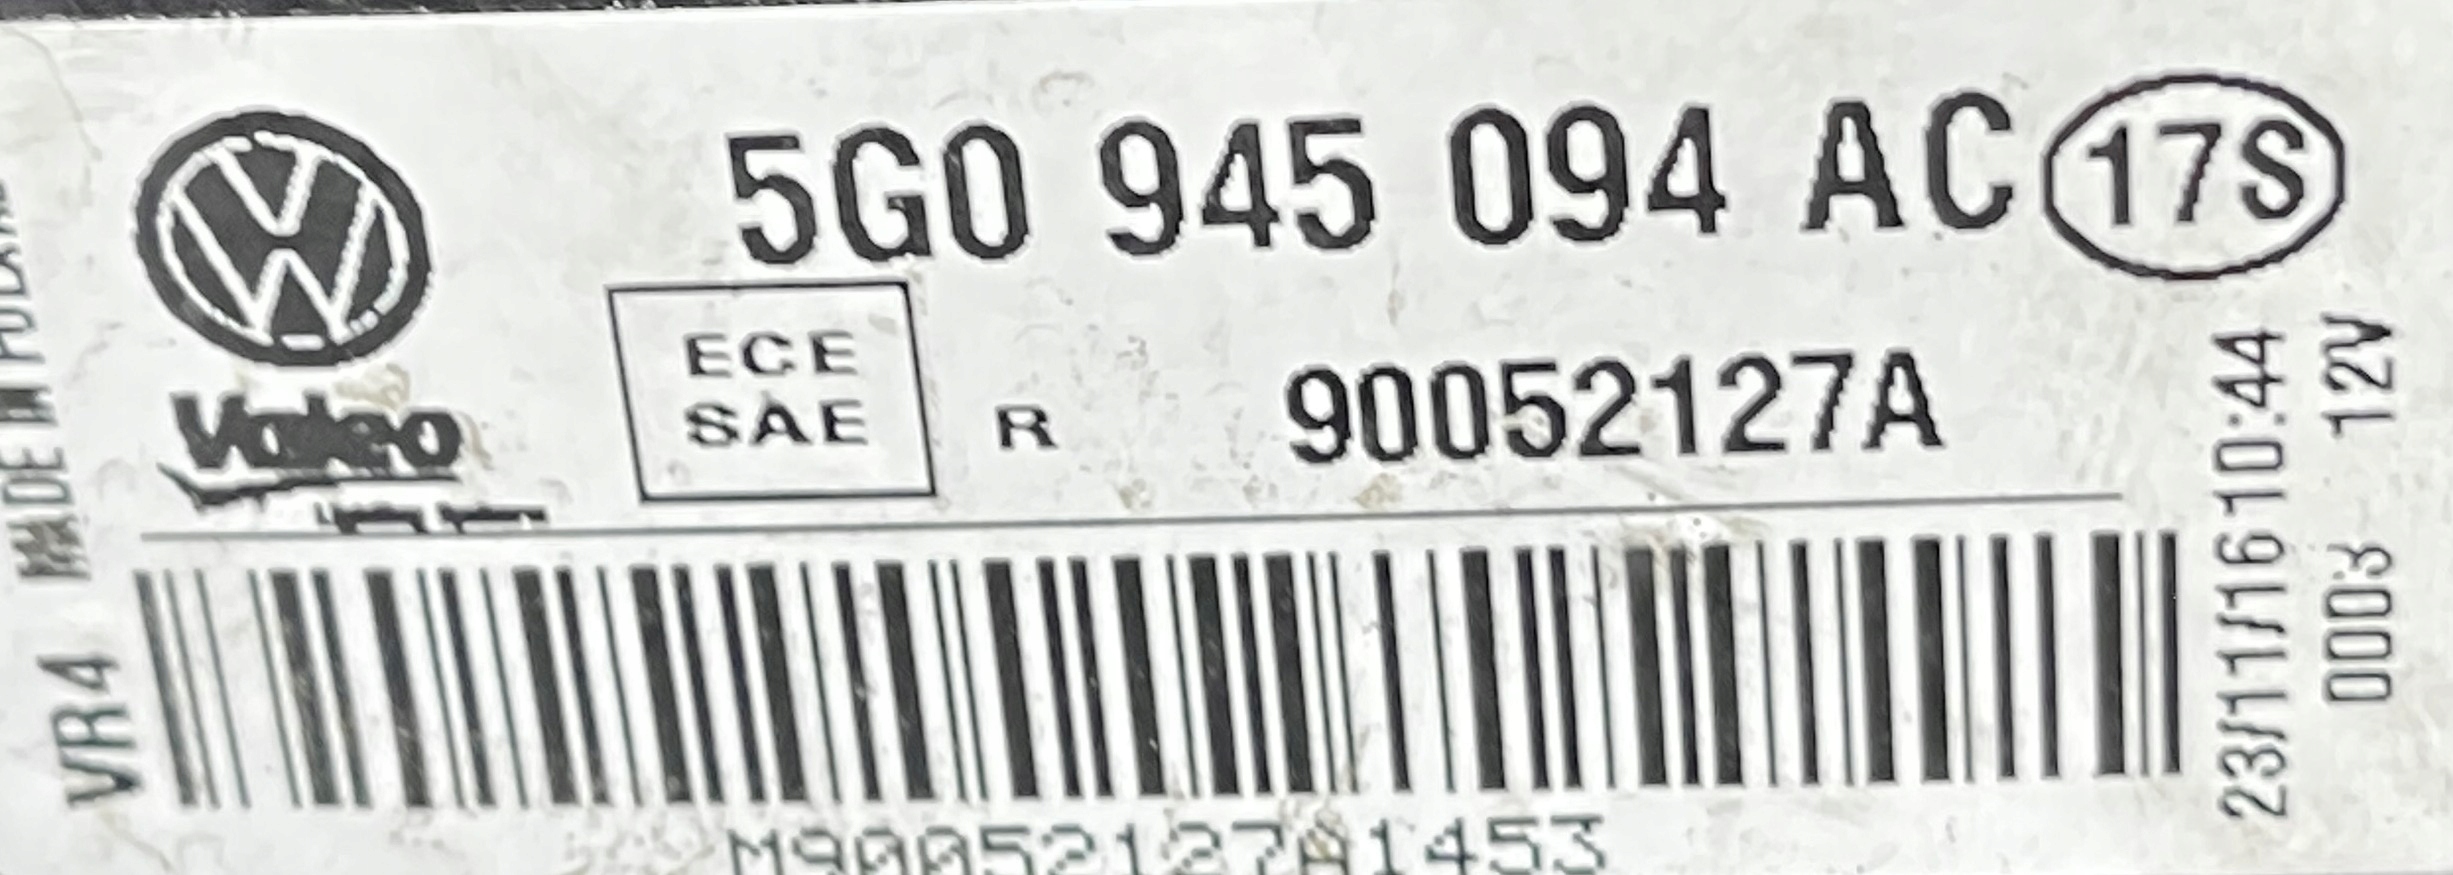 5G0 945 094 AC 17S
ECE
SAE
R 90052127A
Valeo
M90052127A1453
VR4 MADE IN POLAND
23/11/16 10:44
0003 12V